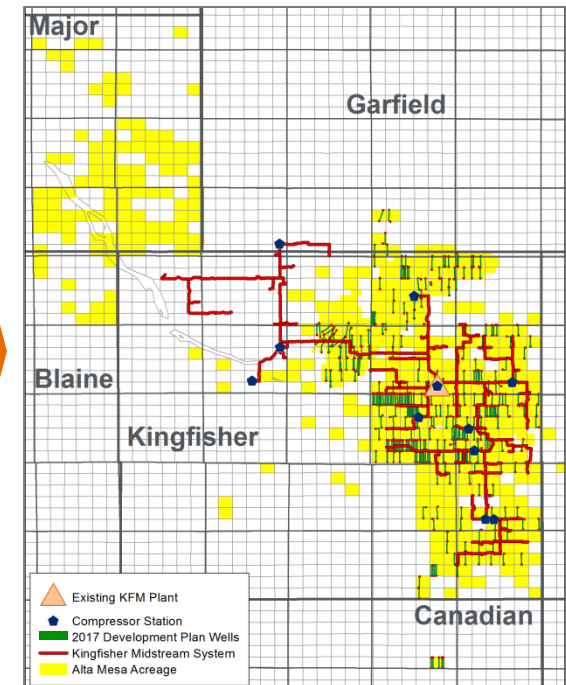 Major
Garfield
Blaine
Kingfisher
Canadian
Existing KFM Plant
Compressor Station
2017 Development Plan Wells
Kingfisher Midstream System
Alta Mesa Acreage